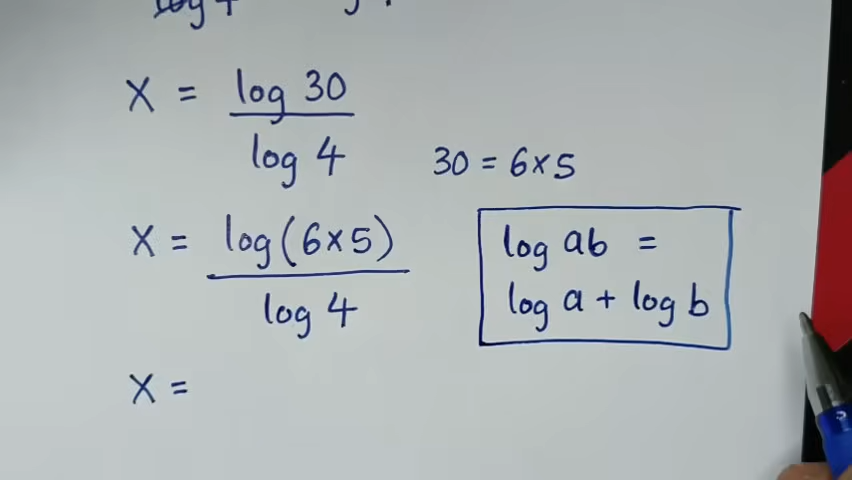 X = log 30 / log 4
30 = 6×5
X = log(6×5) / log 4
log ab =
log a + log b
X =